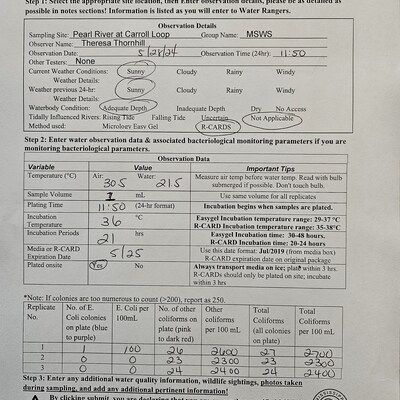 Step 1: Select the appropriate site location, then Enter observation details, please be as detailed as
possible in notes sections! Information is listed as you will enter to Water Rangers.
Observation Details
Sampling Site: Pearl River at Carroll Loop Group Name: MSWS
Observer Name: Theresa Thornhill
Observation Date: 5/28/24 Observation Time (24hr): 11:50
Other Testers: None
Current Weather Conditions: Sunny Cloudy Rainy Windy
Weather Details:
Weather previous 24-hr: Sunny Cloudy Rainy Windy
Weather Details:
Waterbody Condition: Adequate Depth Inadequate Depth Dry No Access
Tidally Influenced Rivers: Rising Tide Falling Tide Uncertain Not Applicable
Method used: Micrology Easy Gel R-CARDS
Step 2: Enter water observation data & associated bacteriological monitoring parameters if you are
monitoring bacteriological parameters.
Observation Data
Variable Value Important Tips
Temperature (°C) Air: 30.5 Water: 21.5 Measure air temp before water temp. Read with
bulb submerged if possible. Don't touch bulb.
Sample Volume 1 mL Use same volume for all replicates
Plating Time 11:50 (24-hr format) Incubation begins when samples are plated.
Incubation Temperature 36 °C Easygel Incubation temperature range: 29-37 °C
R-CARD Incubation temperature range: 35-38°C
Incubation Periods 21 hrs Easygel Incubation time: 30-48 hours.
R-CARD Incubation time: 20-24 hours
Media or R-CARD Expiration Date 5/25 Use this date format: Jul/2019 (from media box)
R-CARD expiration date on original package
Plated onsite Yes No Always transport media on ice; plate within 3 hrs.
R-CARDs should only be plated on site; incubate
within 3 hrs
*Note: If colonies are too numerous to count (>200), report as 250.
Replicate No. No. of E. Coli colonies on plate (blue to purple) E. Coli per 100mL No. of other coliforms on plate (pink to dark red) Other coliforms per 100 mL Total Coliforms (all colonies on plate) Total Coliforms per 100 mL
1 1 100 26 2600 27 2700
2 0 0 23 2300 23 2300
3 0 0 24 2400 24 2400
Step 3: Enter any additional water quality information, wildlife sightings, photos taken
during sampling, and add any additional pertinent information!
By clicking submit, you are declaring that you